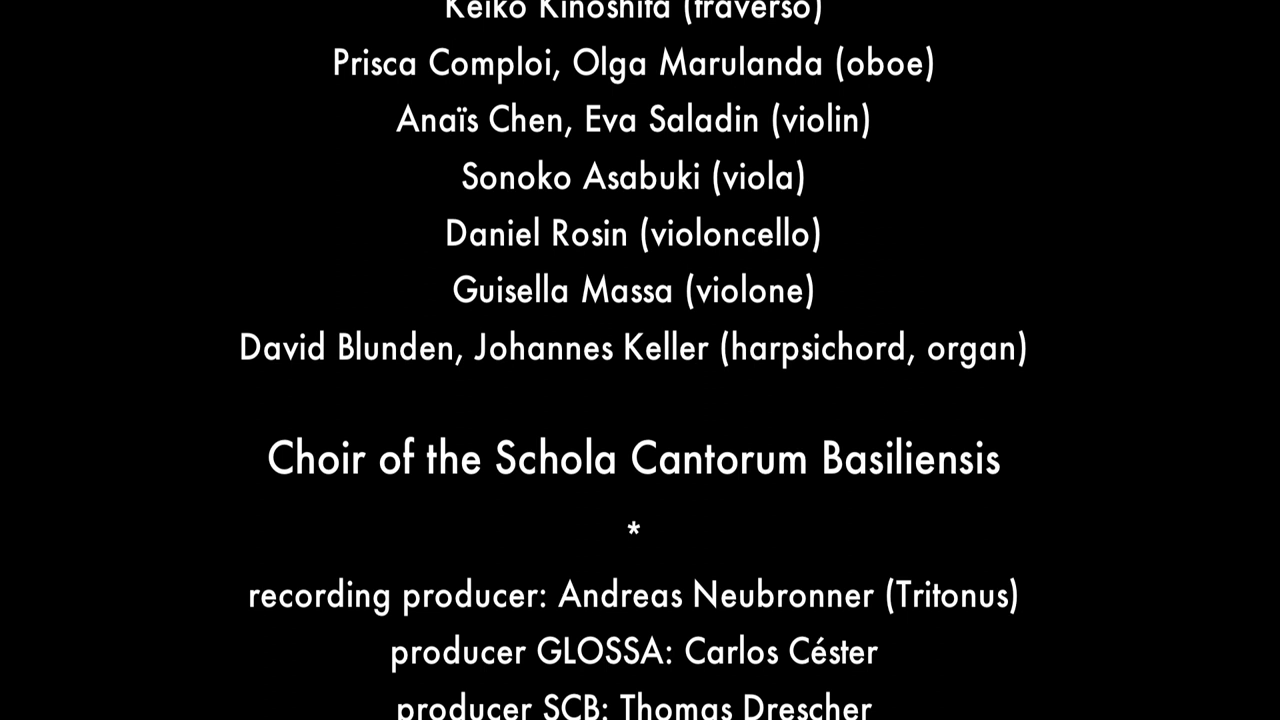 Keiko Kinoshita (traverso)
Prisca Comploi, Olga Marulanda (oboe)
Anaïs Chen, Eva Saladin (violin)
Sonoko Asabuki (viola)
Daniel Rosin (violoncello)
Guisella Massa (violone)
David Blunden, Johannes Keller (harpsichord, organ)
Choir of the Schola Cantorum Basiliensis
*
recording producer: Andreas Neubronner (Tritonus)
producer GLOSSA: Carlos Céster
producer SCB: Thomas Drescher